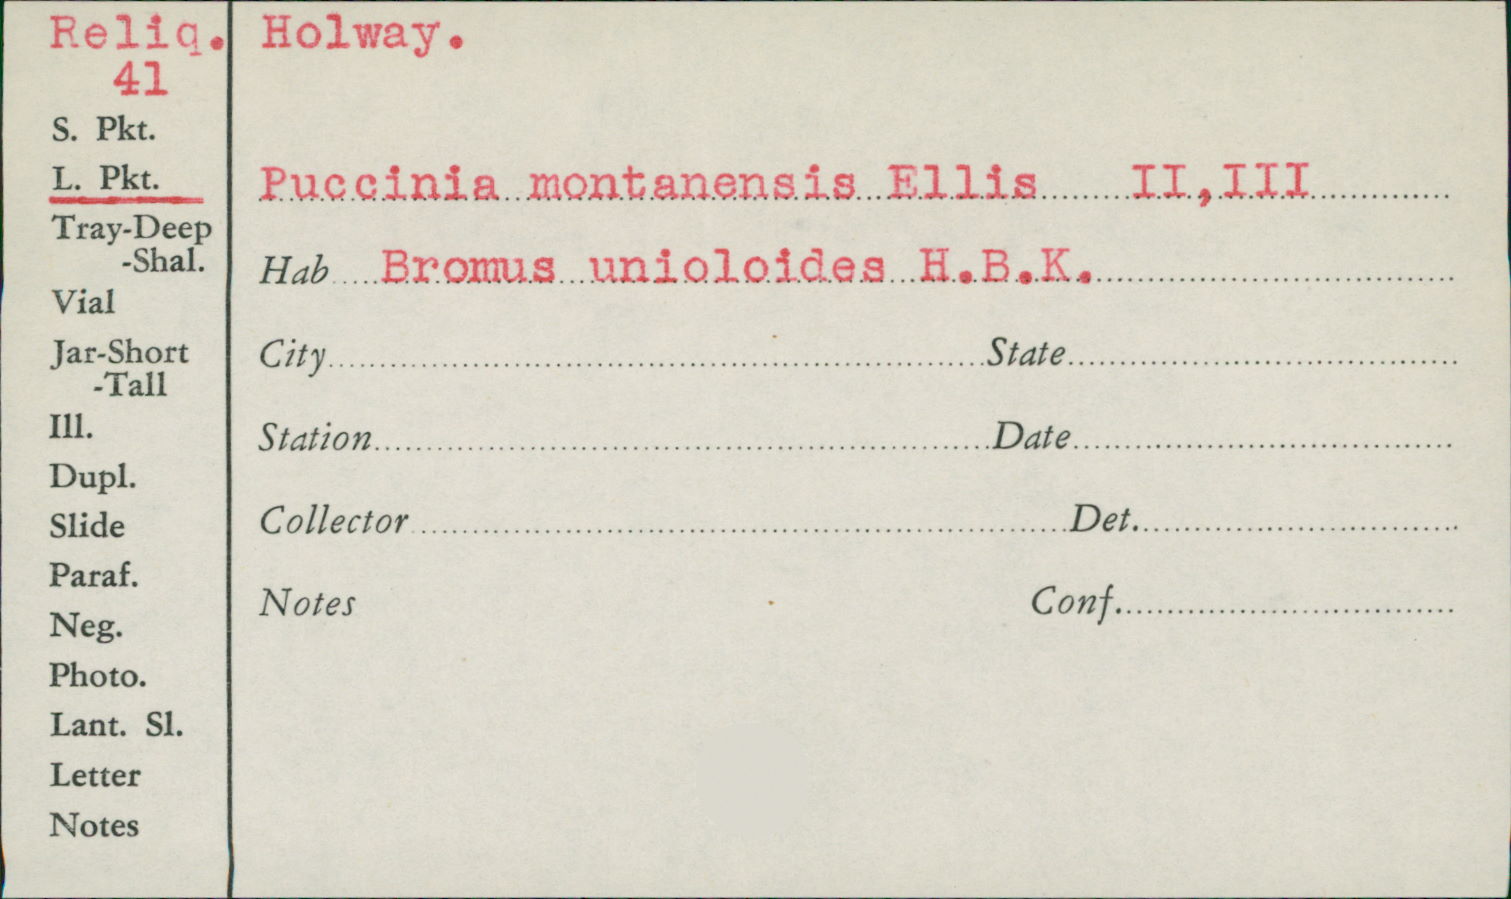 Reliq. Holway.
41
S. Pkt.
L. Pkt.
Puccinia montanensis Ellis II,III
Tray-Deep
-Shal.
Hab Bromus unioloides H.B.K.
Vial
Jar-Short
-Tall
City State
Ill.
Station Date
Dupl.
Slide
Collector Det.
Paraf.
Notes Conf.
Neg.
Photo.
Lant. Sl.
Letter
Notes